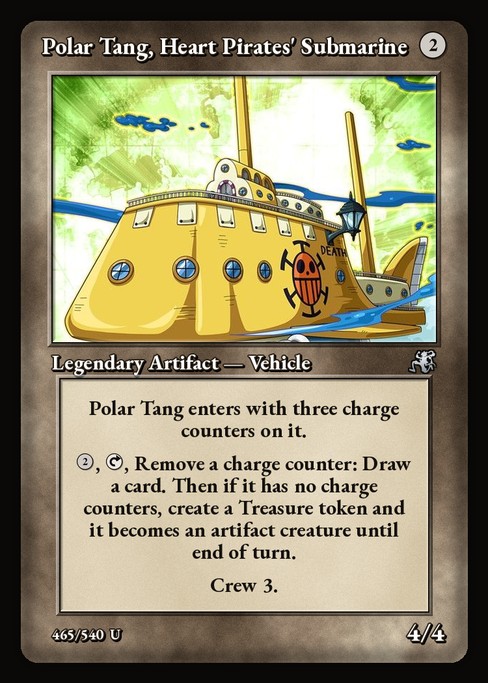 Polar Tang, Heart Pirates' Submarine 2
DEATH
Legendary Artifact — Vehicle
Polar Tang enters with three charge
counters on it.
2, , Remove a charge counter: Draw
a card. Then if it has no charge
counters, create a Treasure token and
it becomes an artifact creature until
end of turn.
Crew 3.
465/540 U
4/4